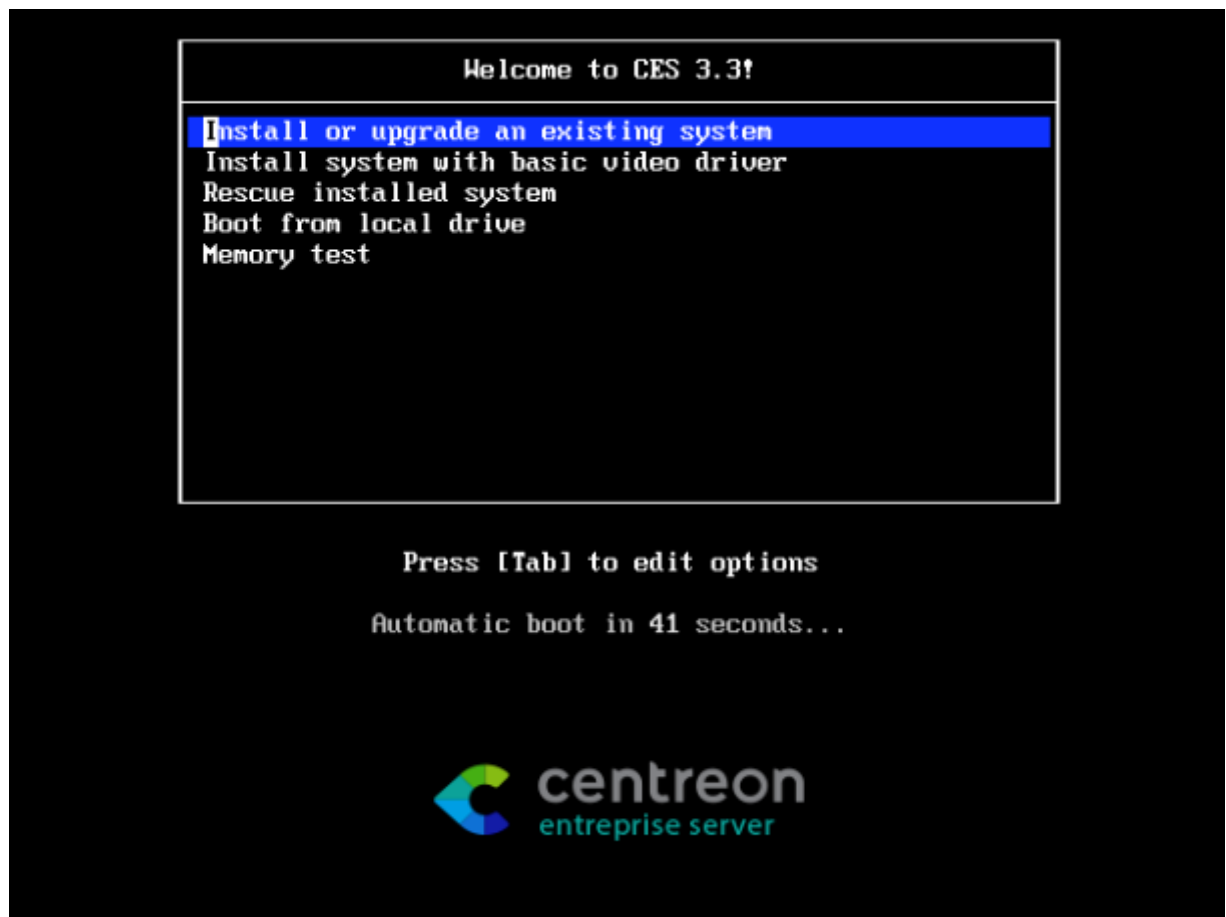 Welcome to CES 3.3!
Install or upgrade an existing system
Install system with basic video driver
Rescue installed system
Boot from local drive
Memory test
Press [Tab] to edit options
Automatic boot in 41 seconds...
centreon
entreprise server